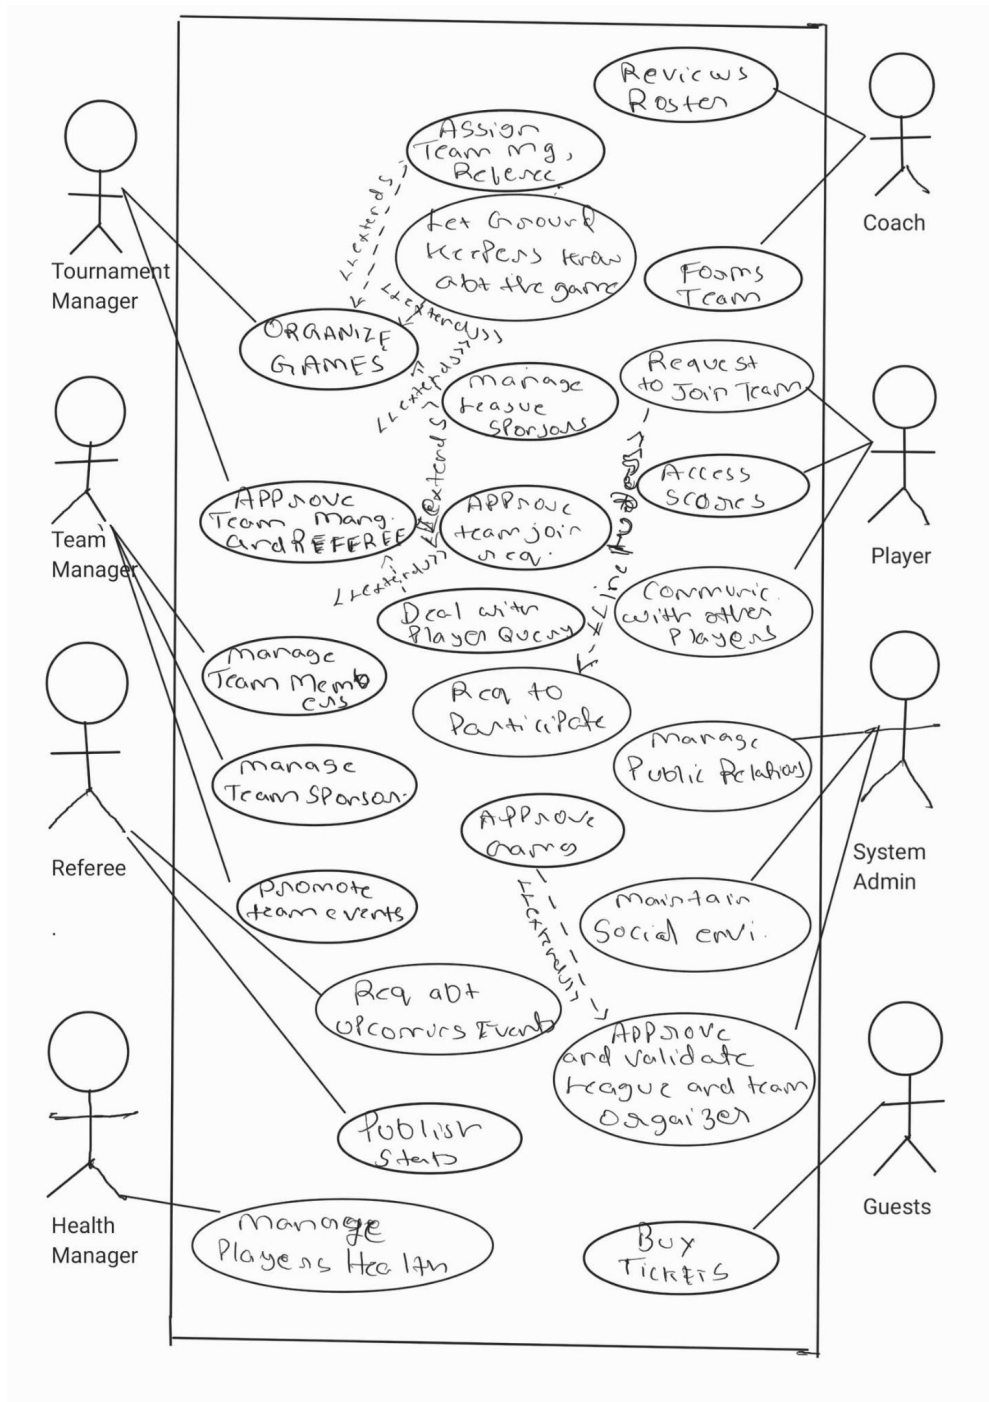 Reviews
Roster
Assign
Team Mg,
Referee
Coach
Let Ground
Keepers know
abt the game
Forms
Team
Tournament
Manager
<<extends
<<extends>>
ORGANIZE
GAMES
Request
to Join Team
<<extends>>
Manage
League
Sponsors
Access
Scores
Approve
Team Mang.
and REFEREE
<<extends>>
Approve
team join
req.
<<include>>
Team
Manager
Player
<<extends>>
Communic.
with other
Players
Deal with
Player Query
Manage
Team Memb
ers
Req to
Participate
Manage
Public Relations
Manage
Team Sponsor.
Approve
Games
Referee
System
Admin
Promote
team events
<<extends>>
Maintain
Social envi.
Req abt
Upcoming Events
Approve
and validate
League and team
orgaizer
Publish
Stats
Health
Manager
Guests
Manage
Players Health
Buy
Tickets